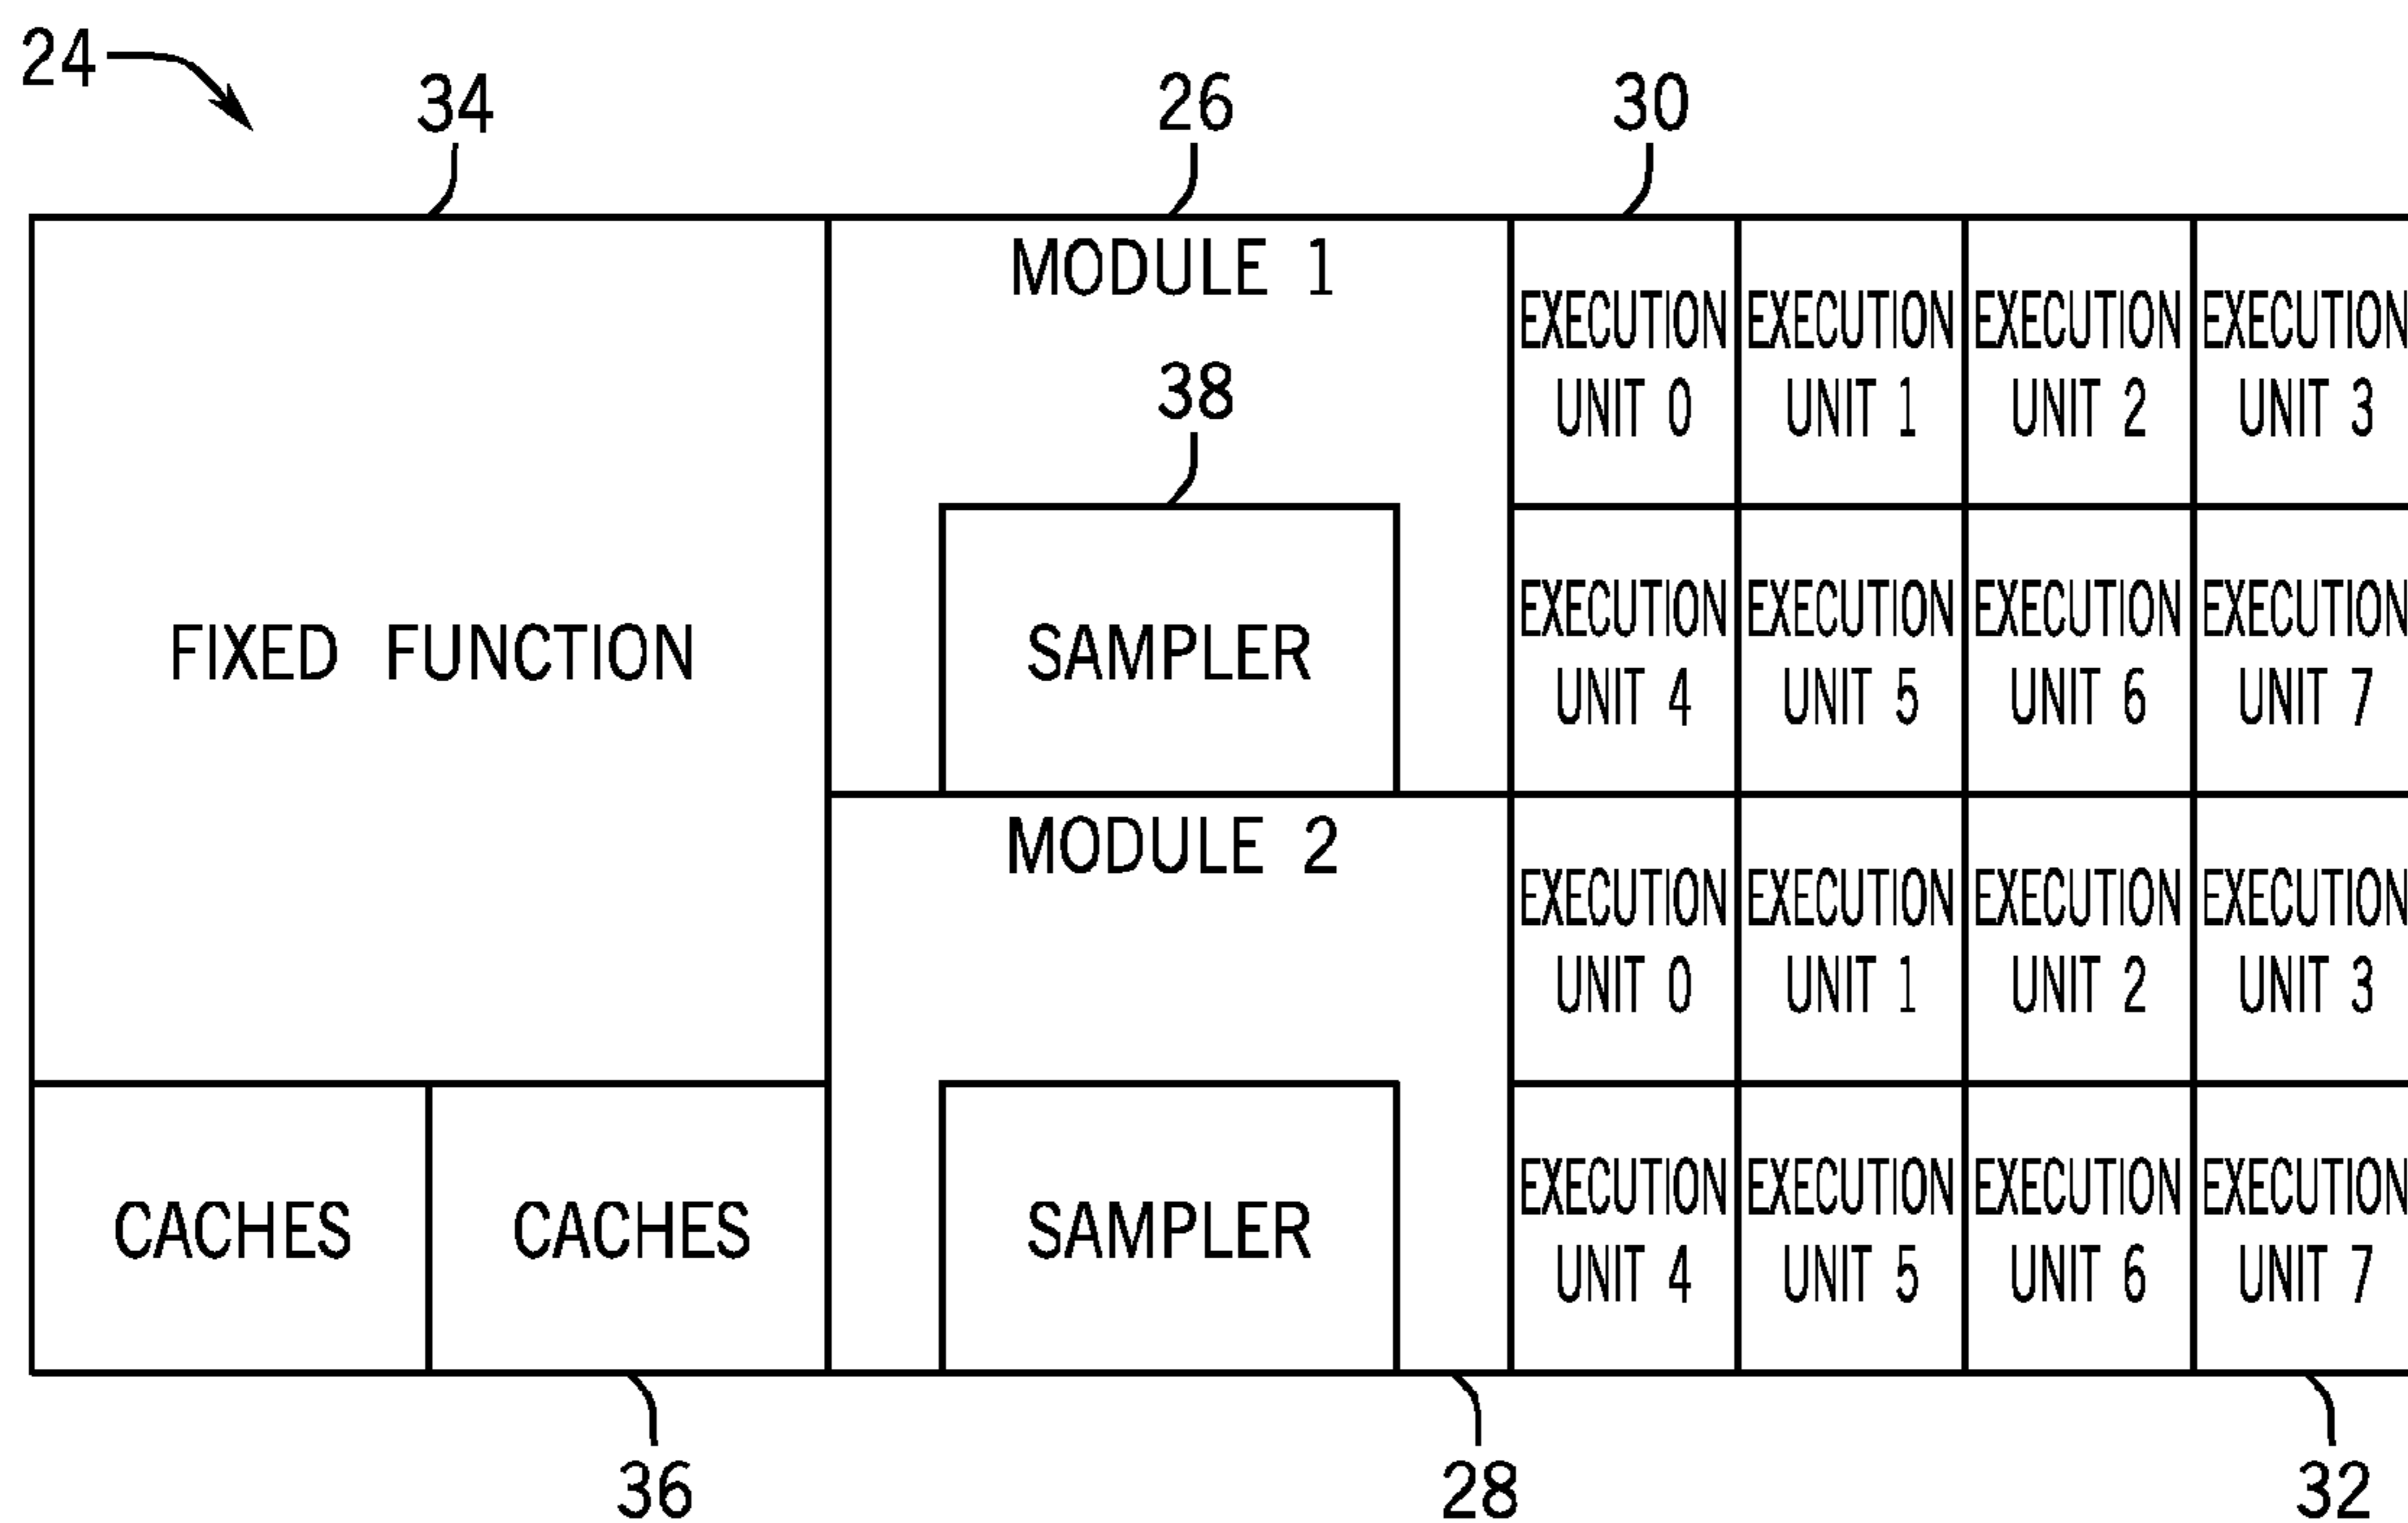 24
34
26
30
MODULE 1
38
FIXED FUNCTION
SAMPLER
EXECUTION
UNIT 0
EXECUTION
UNIT 1
EXECUTION
UNIT 2
EXECUTION
UNIT 3
EXECUTION
UNIT 4
EXECUTION
UNIT 5
EXECUTION
UNIT 6
EXECUTION
UNIT 7
MODULE 2
SAMPLER
EXECUTION
UNIT 0
EXECUTION
UNIT 1
EXECUTION
UNIT 2
EXECUTION
UNIT 3
EXECUTION
UNIT 4
EXECUTION
UNIT 5
EXECUTION
UNIT 6
EXECUTION
UNIT 7
CACHES
CACHES
36
28
32